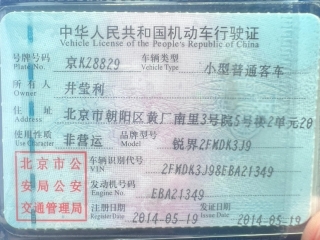 中华人民共和国机动车行驶证
Vehicle License of the People's Republic of China
号牌号码 京KZ8829 车辆类型 小型普通客车
Plate No. Vehicle Type
所有人 井莹利
Owner
住址 北京市朝阳区黄厂南里3号院5号楼2单元20
Address
使用性质 非营运 品牌型号 锐界2FMDK3J9
Use Character Model
北京市公 车辆识别代号 2FMDK3J98EBA21349
VIN
安局公安 发动机号码 EBA21349
Engine No.
交通管理局 注册日期 2014-05-19 发证日期 2014-05-19
Register Date Issue Date